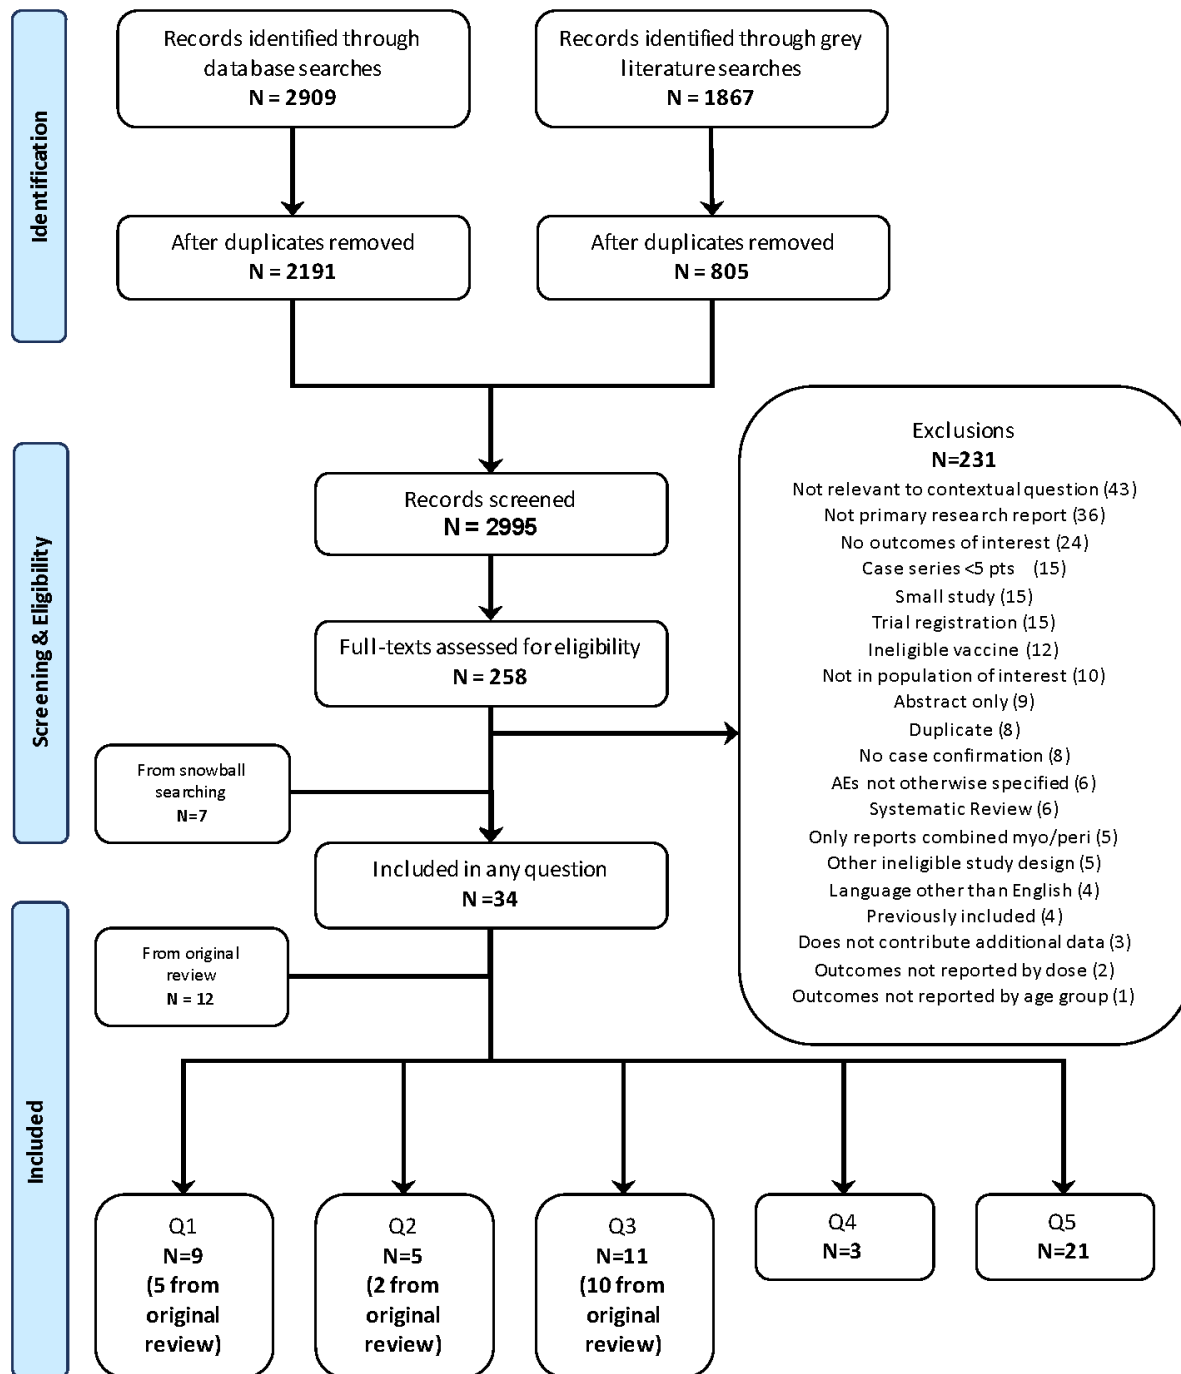 Identification
Records identified through
database searches
N = 2909
Records identified through grey
literature searches
N = 1867
After duplicates removed
N = 2191
After duplicates removed
N = 805
Screening & Eligibility
Records screened
N = 2995
Full-texts assessed for eligibility
N = 258
Exclusions
N=231
Not relevant to contextual question (43)
Not primary research report (36)
No outcomes of interest (24)
Case series <5 pts (15)
Small study (15)
Trial registration (15)
Ineligible vaccine (12)
Not in population of interest (10)
Abstract only (9)
Duplicate (8)
No case confirmation (8)
AEs not otherwise specified (6)
Systematic Review (6)
Only reports combined myo/peri (5)
Other ineligible study design (5)
Language other than English (4)
Previously included (4)
Does not contribute additional data (3)
Outcomes not reported by dose (2)
Outcomes not reported by age group (1)
From snowball
searching
N=7
Included in any question
N =34
Included
From original
review
N = 12
Q1
N=9
(5 from
original
review)
Q2
N=5
(2 from
original
review)
Q3
N=11
(10 from
original
review)
Q4
N=3
Q5
N=21